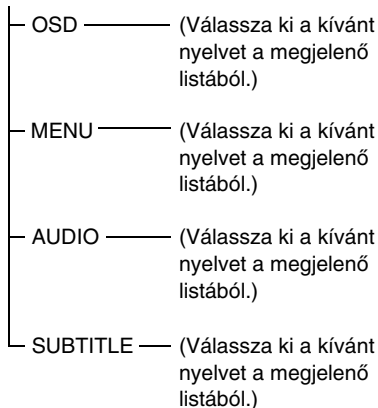 OSD (Válassza ki a kívánt
nyelvet a megjelenő
listából.)
MENU (Válassza ki a kívánt
nyelvet a megjelenő
listából.)
AUDIO (Válassza ki a kívánt
nyelvet a megjelenő
listából.)
SUBTITLE (Válassza ki a kívánt
nyelvet a megjelenő
listából.)